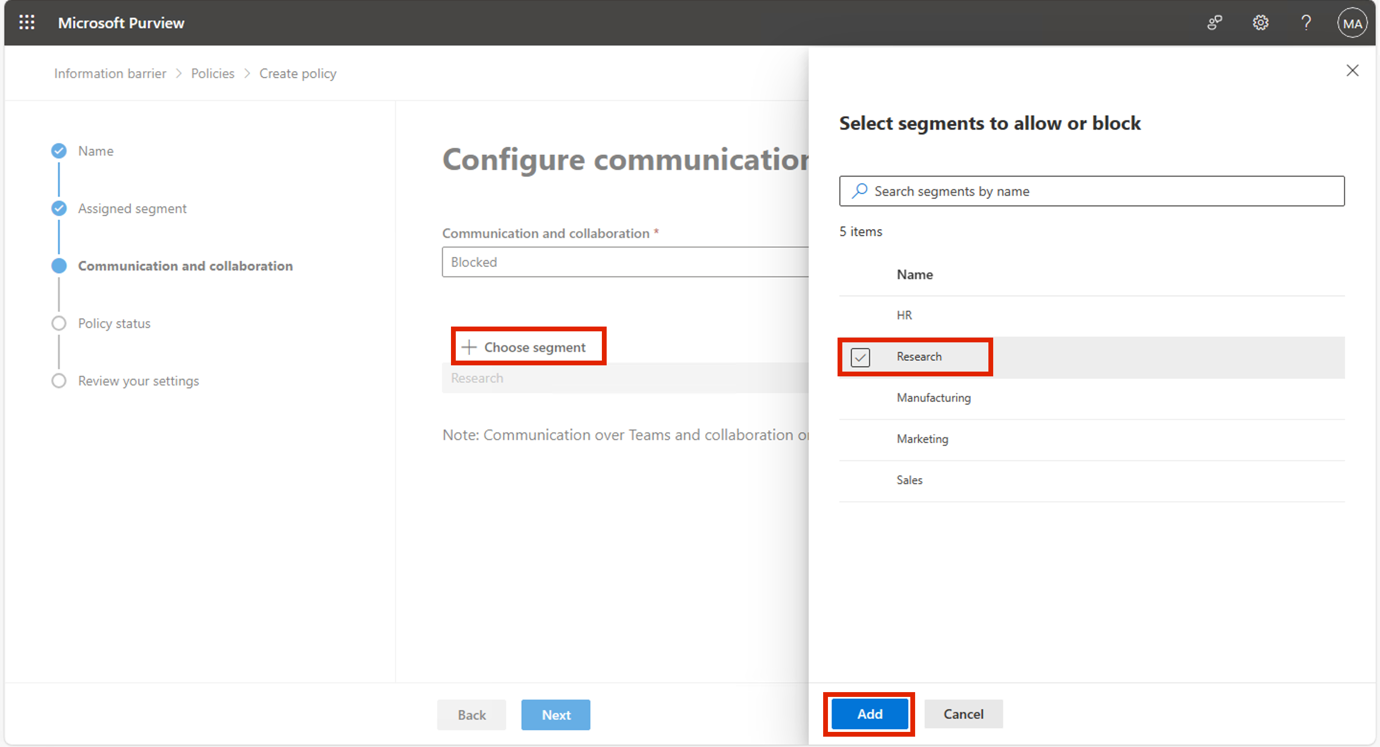 Microsoft Purview
? MA
Information barrier > Policies > Create policy
Name
Assigned segment
Communication and collaboration
Policy status
Review your settings
Configure communication
Communication and collaboration *
Blocked
+ Choose segment
Research
Note: Communication over Teams and collaboration o
Back
Next
Select segments to allow or block
Search segments by name
5 items
Name
HR
Research
Manufacturing
Marketing
Sales
Add
Cancel